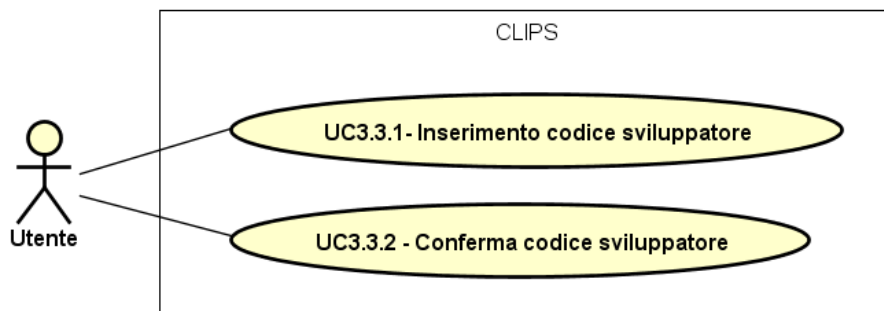 CLIPS
UC3.3.1- Inserimento codice sviluppatore
Utente
UC3.3.2 - Conferma codice sviluppatore